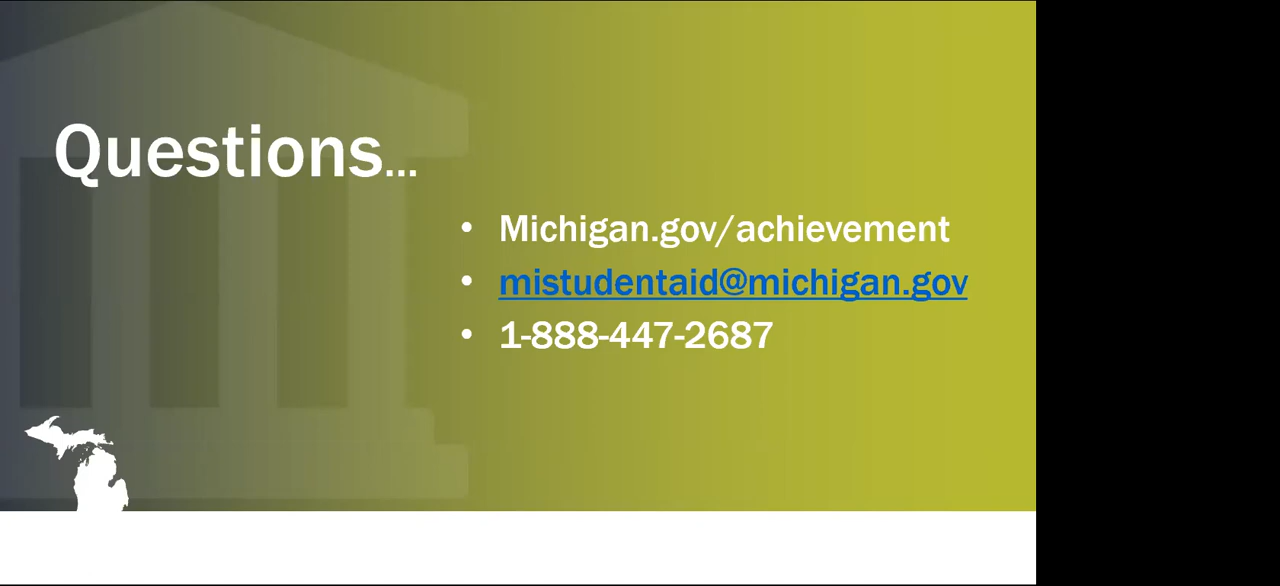 Questions...
• Michigan.gov/achievement
• mistudentaid@michigan.gov
• 1-888-447-2687